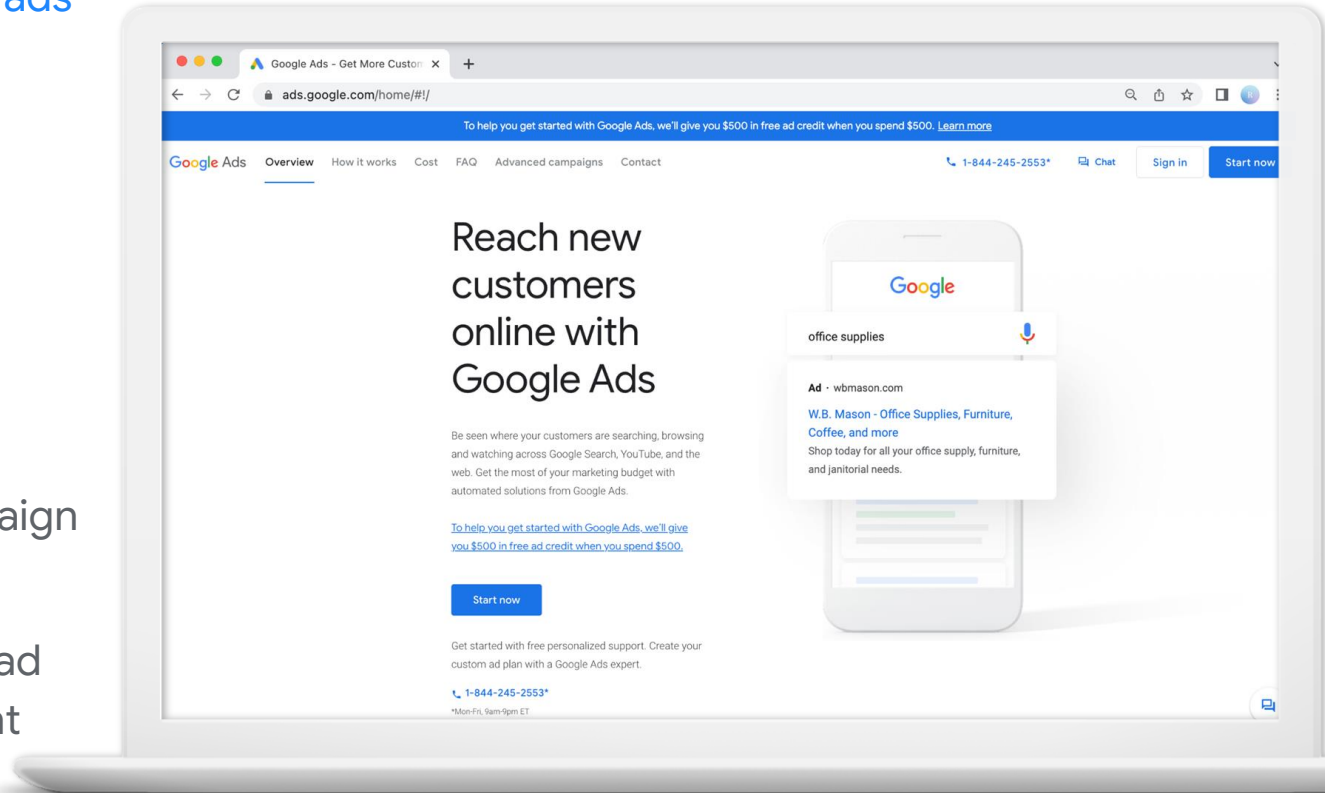 ads
aign
ad
nt
Google Ads - Get More Custom
ads.google.com/home/#!/
To help you get started with Google Ads, we'll give you $500 in free ad credit when you spend $500. Learn more
Google Ads Overview How it works Cost FAQ Advanced campaigns Contact 1-844-245-2553* Chat Sign in Start now
Reach new
customers
online with
Google Ads
Be seen where your customers are searching, browsing
and watching across Google Search, YouTube, and the
web. Get the most of your marketing budget with
automated solutions from Google Ads.
To help you get started with Google Ads, we'll give
you $500 in free ad credit when you spend $500.
Start now
Get started with free personalized support. Create your
custom ad plan with a Google Ads expert.
1-844-245-2553*
*Mon-Fri, 9am-9pm ET
Google
office supplies
Ad · wbmason.com
W.B. Mason - Office Supplies, Furniture,
Coffee, and more
Shop today for all your office supply, furniture,
and janitorial needs.